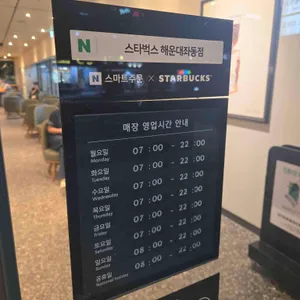 N 스타벅스 해운대좌동점
N 스마트주문 × STARBUCKS
매장 영업시간 안내
월요일 07 : 00 - 22 : 00
Monday
화요일 07 : 00 - 22 : 00
Tuesday
수요일 07 : 00 - 22 : 00
Wednesday
목요일 07 : 00 - 22 : 00
Thursday
금요일 07 : 00 - 22 : 00
Friday
토요일 07 : 00 - 22 : 00
Saturday
일요일 08 : 00 - 22 : 00
Sunday
공휴일 08 : 00 - 22 : 00
National holiday